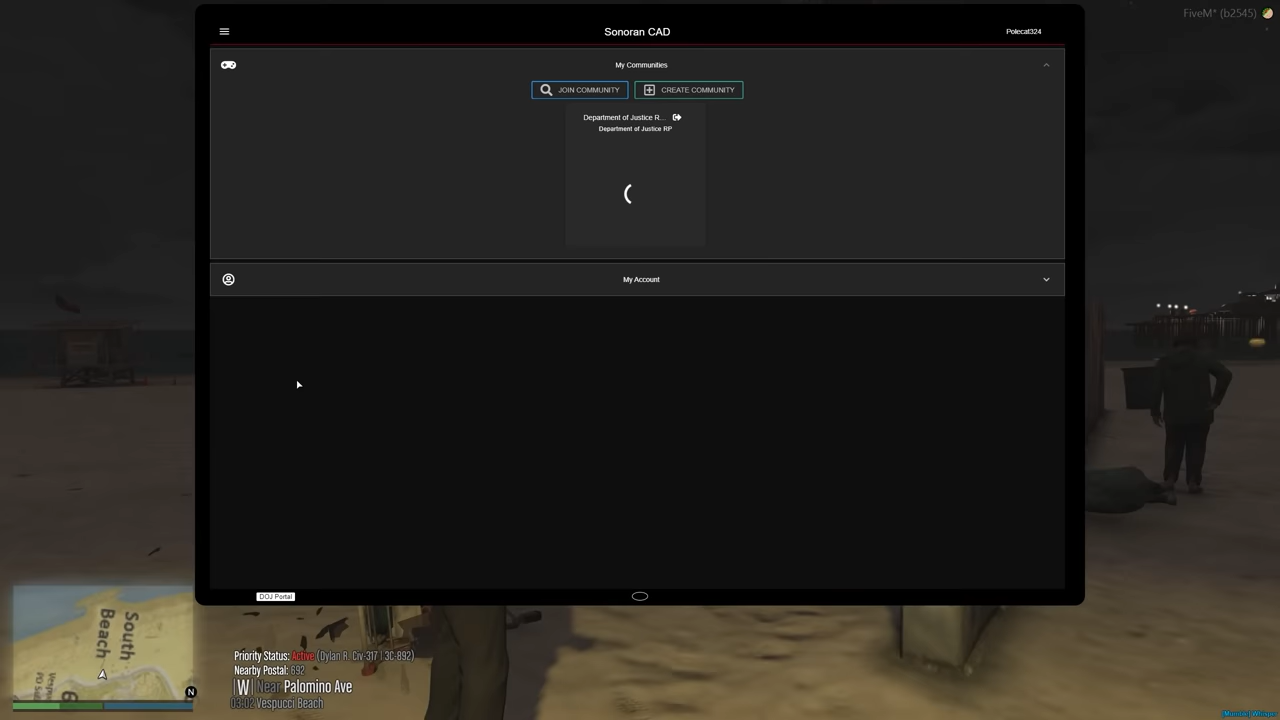 FiveM* (b2545)
Sonoran CAD
Polecat324
My Communities
JOIN COMMUNITY
CREATE COMMUNITY
Department of Justice R...
Department of Justice RP
My Account
DOJ Portal
South
Beach
N
Priority Status: Active (Dylan R. Civ-317 | 3C-892)
Nearby Postal: 692
|W| Near Palomino Ave
03:02 Vespucci Beach